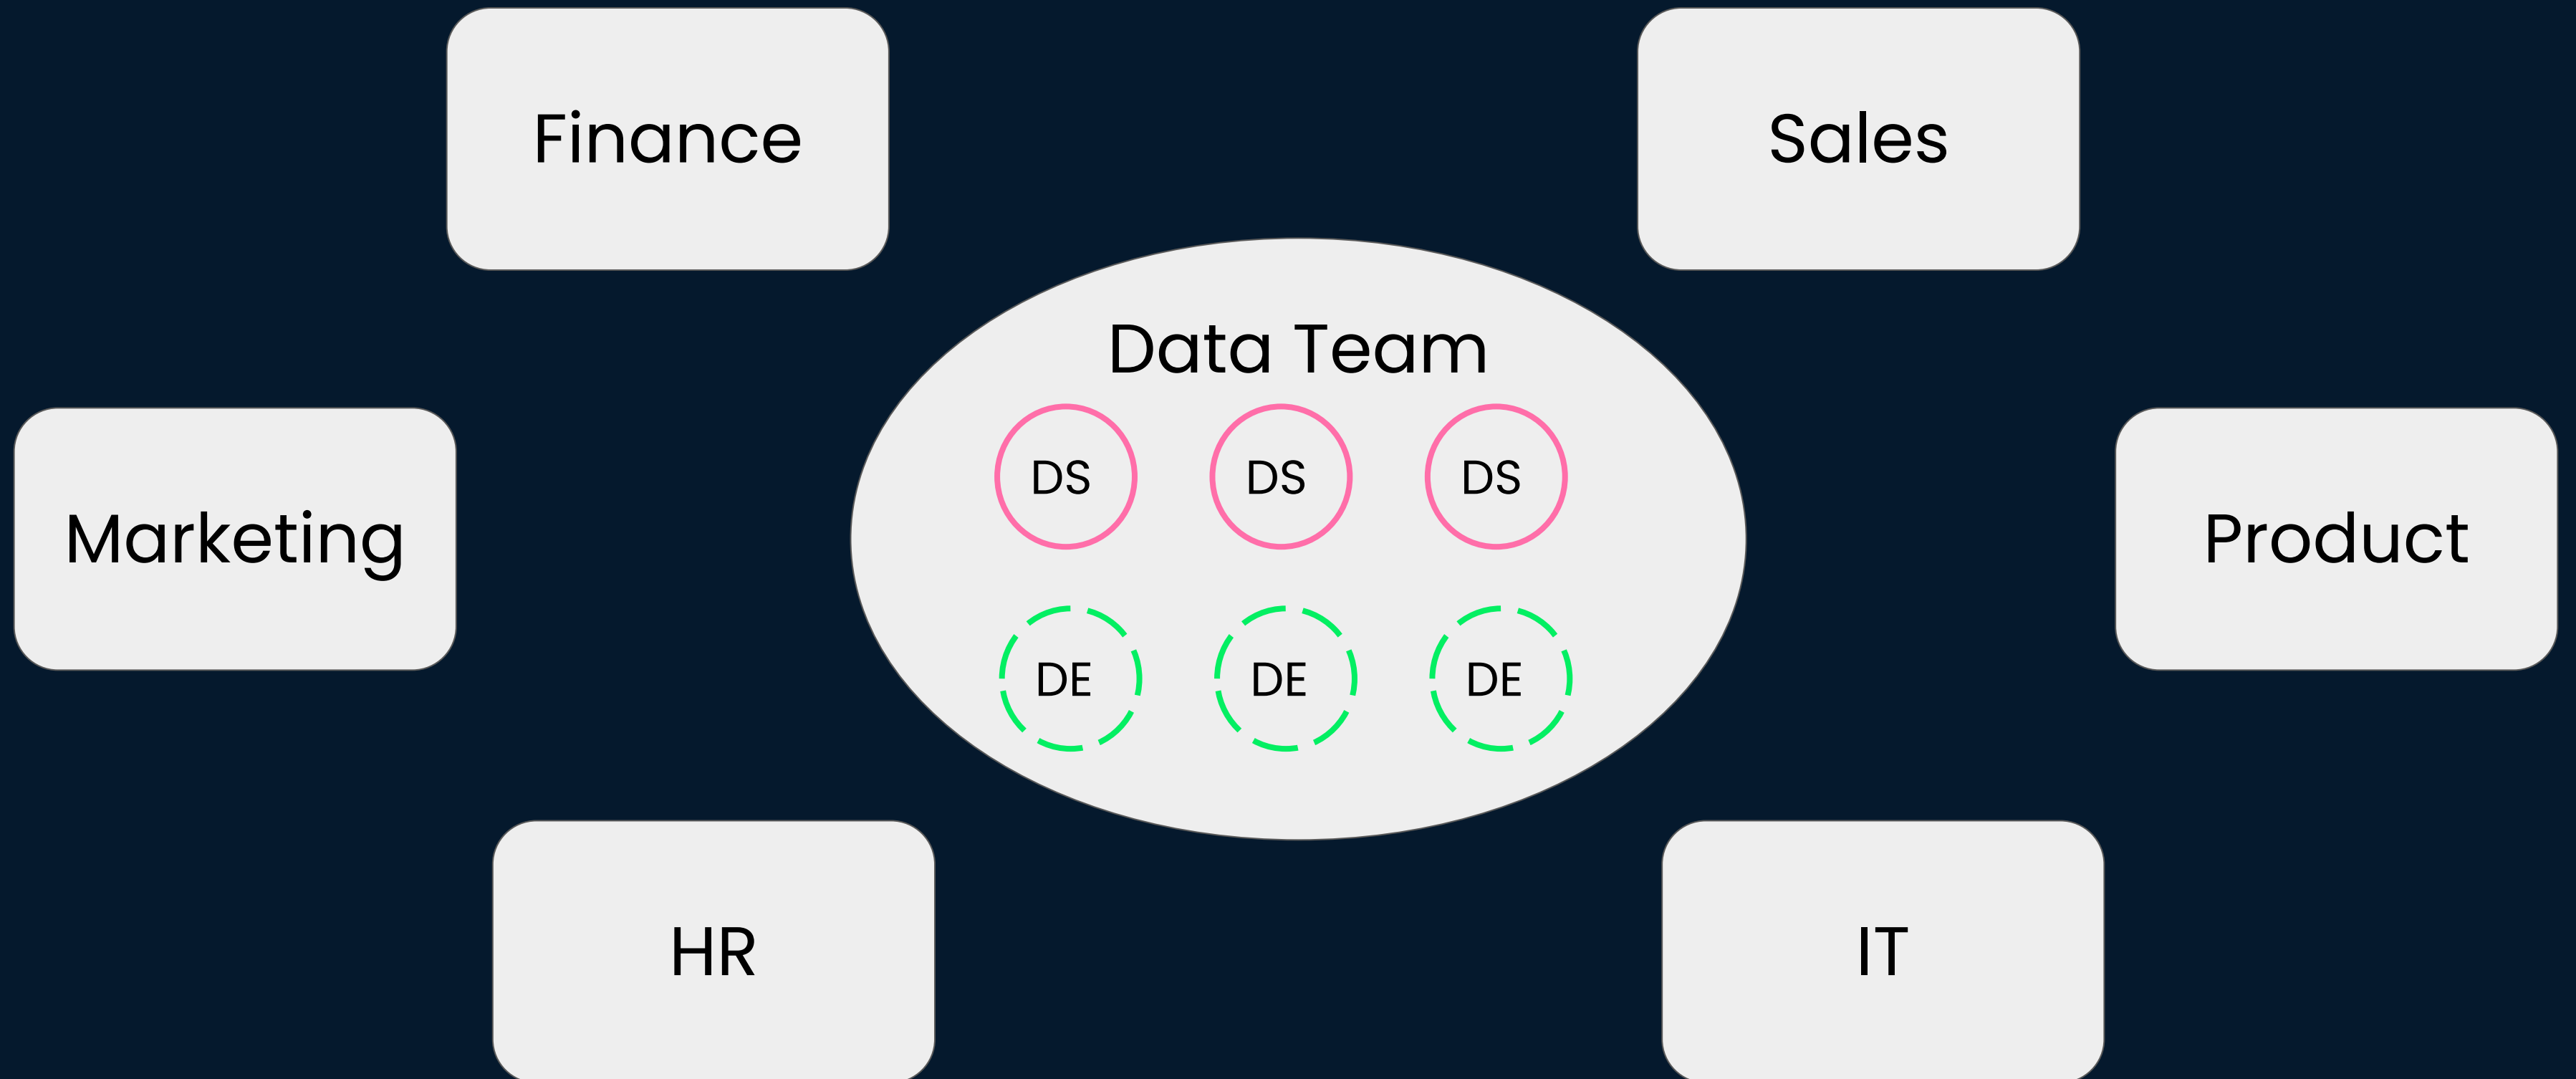 Finance
Sales
Data Team
DS
DS
DS
Marketing
Product
DE
DE
DE
HR
IT